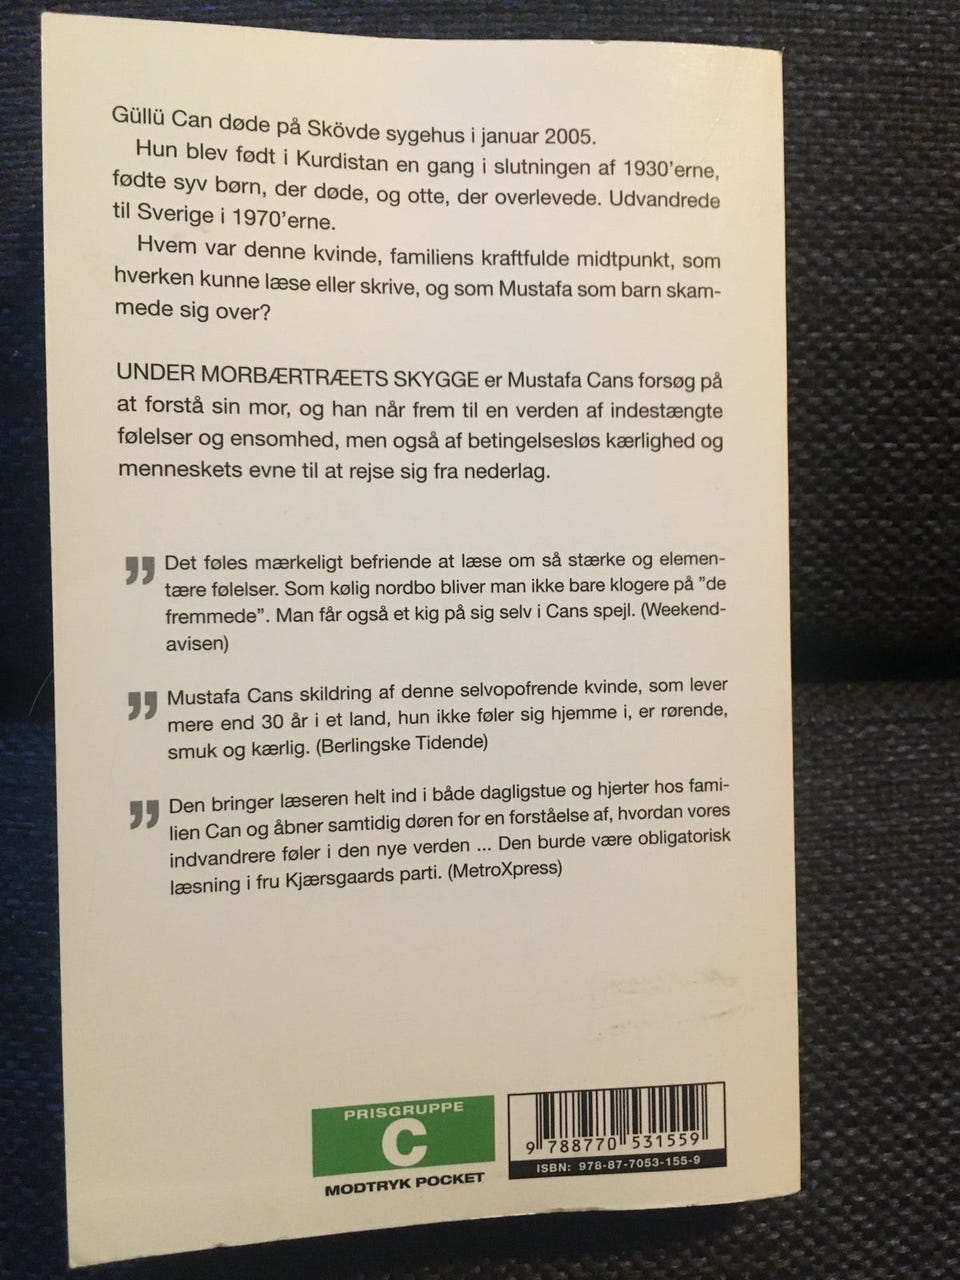 Güllü Can døde på Skövde sygehus i januar 2005.
Hun blev født i Kurdistan en gang i slutningen af 1930'erne,
fødte syv børn, der døde, og otte, der overlevede. Udvandrede
til Sverige i 1970'erne.
Hvem var denne kvinde, familiens kraftfulde midtpunkt, som
hverken kunne læse eller skrive, og som Mustafa som barn skam-
mede sig over?
UNDER MORBÆRTRÆETS SKYGGE er Mustafa Cans forsøg på
at forstå sin mor, og han når frem til en verden af indestængte
følelser og ensomhed, men også af betingelsesløs kærlighed og
menneskets evne til at rejse sig fra nederlag.
" Det føles mærkeligt befriende at læse om så stærke og elemen-
tære følelser. Som kølig nordbo bliver man ikke bare klogere på "de
fremmede". Man får også et kig på sig selv i Cans spejl. (Weekend-
avisen)
" Mustafa Cans skildring af denne selvopofrende kvinde, som lever
mere end 30 år i et land, hun ikke føler sig hjemme i, er rørende,
smuk og kærlig. (Berlingske Tidende)
" Den bringer læseren helt ind i både dagligstue og hjerter hos fami-
lien Can og åbner samtidig døren for en forståelse af, hvordan vores
indvandrere føler i den nye verden ... Den burde være obligatorisk
læsning i fru Kjærsgaards parti. (MetroXpress)
PRISGRUPPE
C
MODTRYK POCKET
9 788770 531559
ISBN: 978-87-7053-155-9